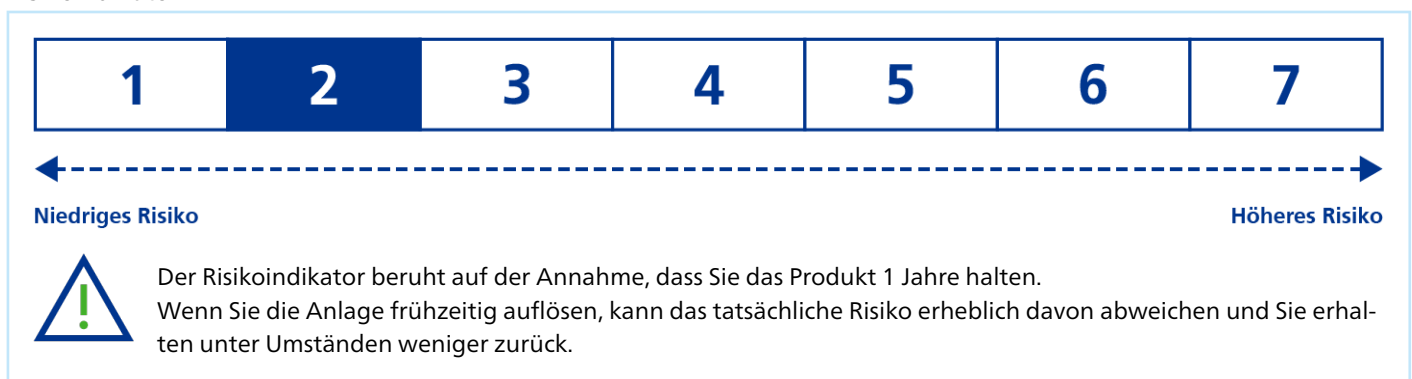 1 2 3 4 5 6 7
Niedriges Risiko Höheres Risiko
Der Risikoindikator beruht auf der Annahme, dass Sie das Produkt 1 Jahre halten.
Wenn Sie die Anlage frühzeitig auflösen, kann das tatsächliche Risiko erheblich davon abweichen und Sie erhal-
ten unter Umständen weniger zurück.